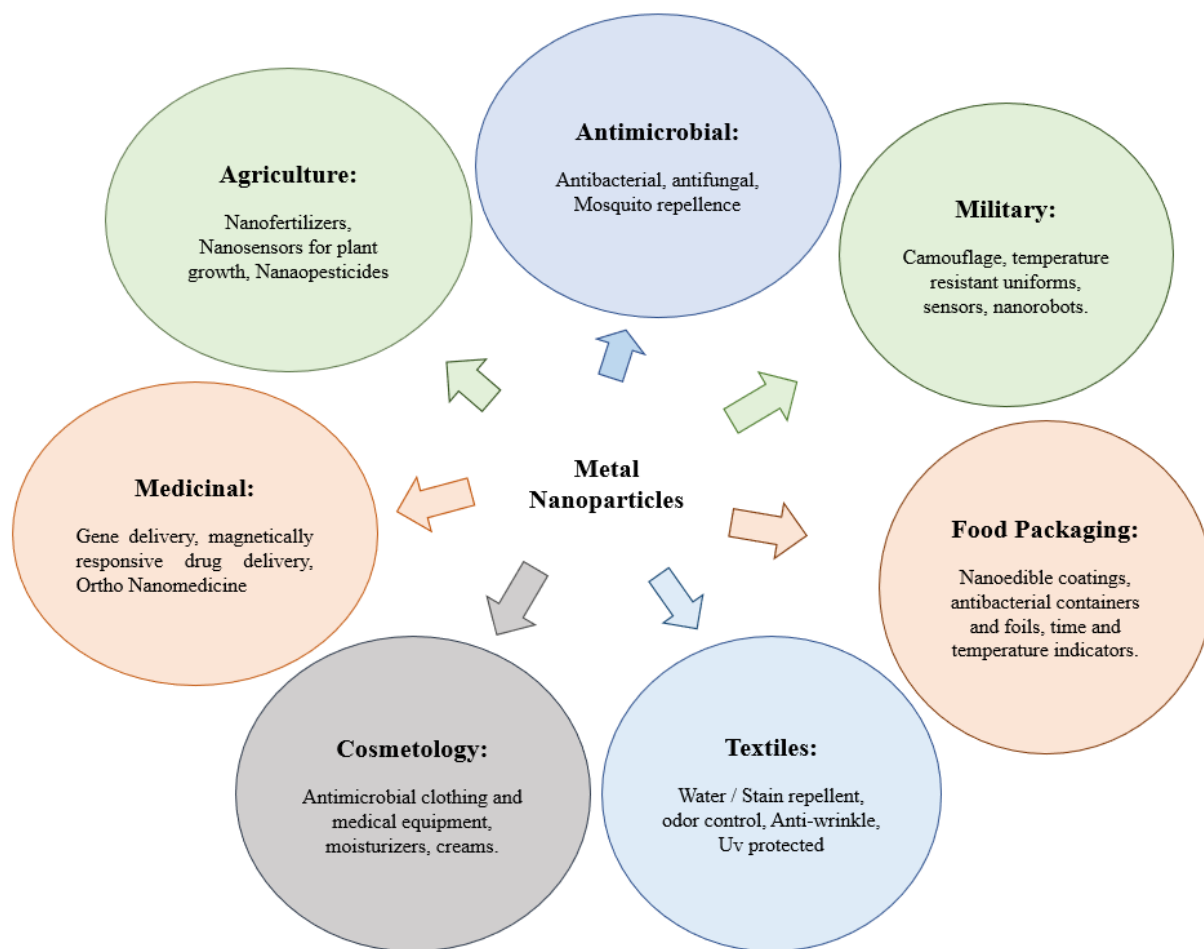 Antimicrobial:
Antibacterial, antifungal,
Mosquito repellence
Agriculture:
Nanofertilizers,
Nanosensors for plant
growth, Nanaopesticides
Military:
Camouflage, temperature
resistant uniforms,
sensors, nanorobots.
Metal
Nanoparticles
Medicinal:
Gene delivery, magnetically
responsive drug delivery,
Ortho Nanomedicine
Food Packaging:
Nanoedible coatings,
antibacterial containers
and foils, time and
temperature indicators.
Cosmetology:
Antimicrobial clothing and
medical equipment,
moisturizers, creams.
Textiles:
Water / Stain repellent,
odor control, Anti-wrinkle,
Uv protected